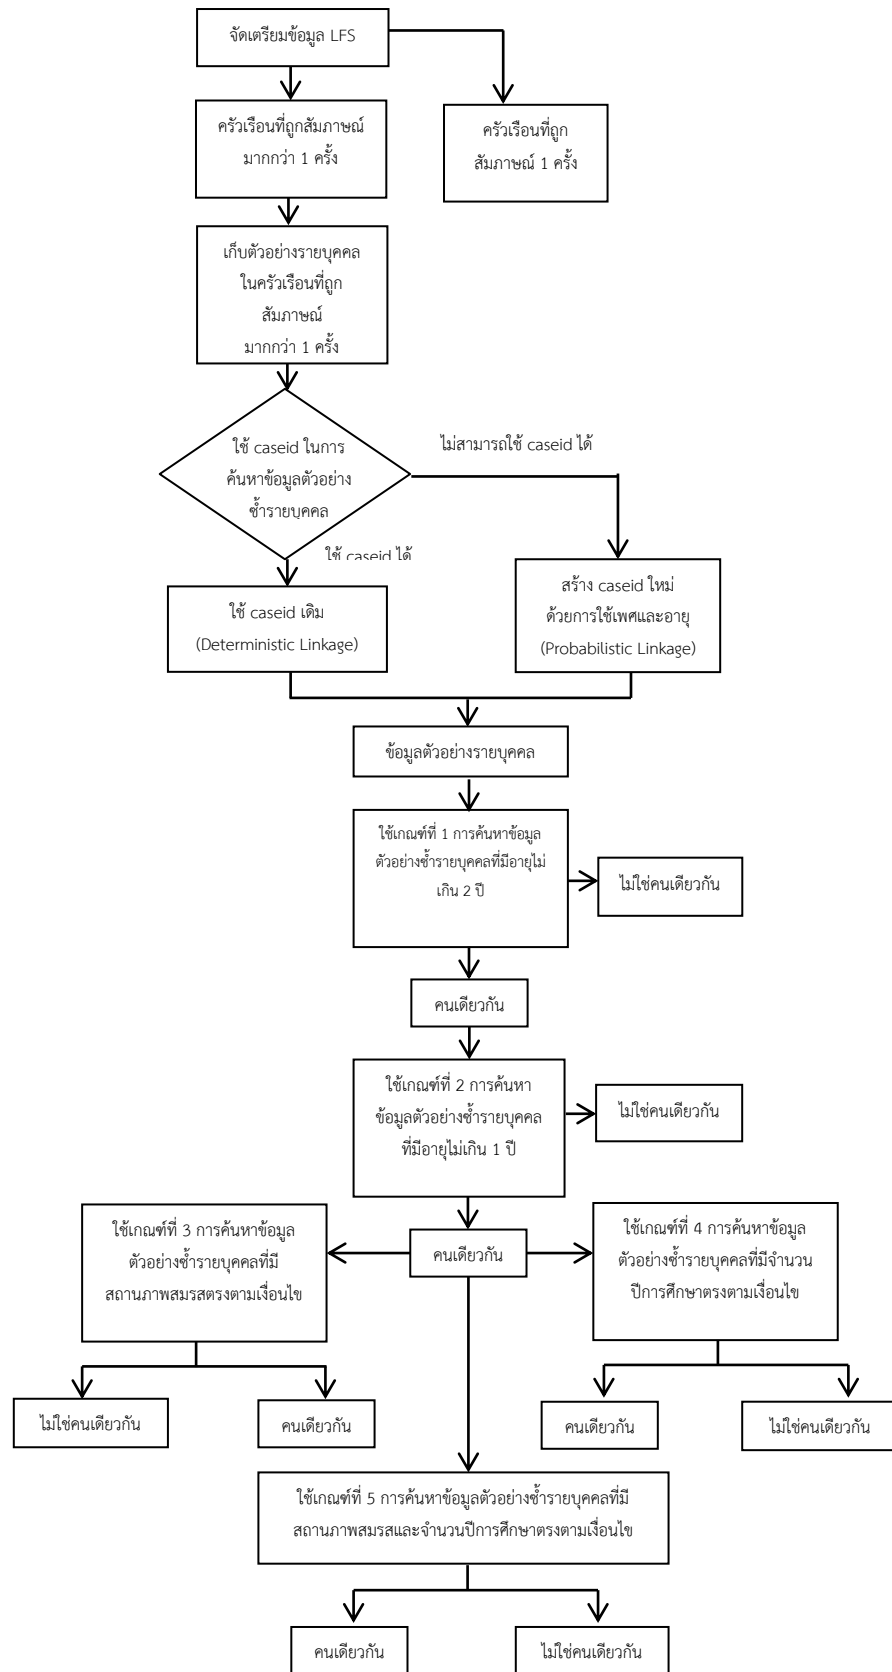 จัดเตรียมข้อมูล LFS
ครัวเรือนที่ถูกสัมภาษณ์
มากกว่า 1 ครั้ง
ครัวเรือนที่ถูก
สัมภาษณ์ 1 ครั้ง
เก็บตัวอย่างรายบุคคล
ในครัวเรือนที่ถูก
สัมภาษณ์
มากกว่า 1 ครั้ง
ใช้ caseid ในการ
ค้นหาข้อมูลตัวอย่าง
ซ้ำรายบุคคล
ไม่สามารถใช้ caseid ได้
ใช้ caseid ได้
ใช้ caseid เดิม
(Deterministic Linkage)
สร้าง caseid ใหม่
ด้วยการใช้เพศและอายุ
(Probabilistic Linkage)
ข้อมูลตัวอย่างรายบุคคล
ใช้เกณฑ์ที่ 1 การค้นหาข้อมูล
ตัวอย่างซ้ำรายบุคคลที่มีอายุไม่
เกิน 2 ปี
ไม่ใช่คนเดียวกัน
คนเดียวกัน
ใช้เกณฑ์ที่ 2 การค้นหา
ข้อมูลตัวอย่างซ้ำรายบุคคล
ที่มีอายุไม่เกิน 1 ปี
ไม่ใช่คนเดียวกัน
ใช้เกณฑ์ที่ 3 การค้นหาข้อมูล
ตัวอย่างซ้ำรายบุคคลที่มี
สถานภาพสมรสตรงตามเงื่อนไข
คนเดียวกัน
ใช้เกณฑ์ที่ 4 การค้นหาข้อมูล
ตัวอย่างซ้ำรายบุคคลที่มีจำนวน
ปีการศึกษาตรงตามเงื่อนไข
ไม่ใช่คนเดียวกัน
คนเดียวกัน
คนเดียวกัน
ไม่ใช่คนเดียวกัน
ใช้เกณฑ์ที่ 5 การค้นหาข้อมูลตัวอย่างซ้ำรายบุคคลที่มี
สถานภาพสมรสและจำนวนปีการศึกษาตรงตามเงื่อนไข
คนเดียวกัน
ไม่ใช่คนเดียวกัน